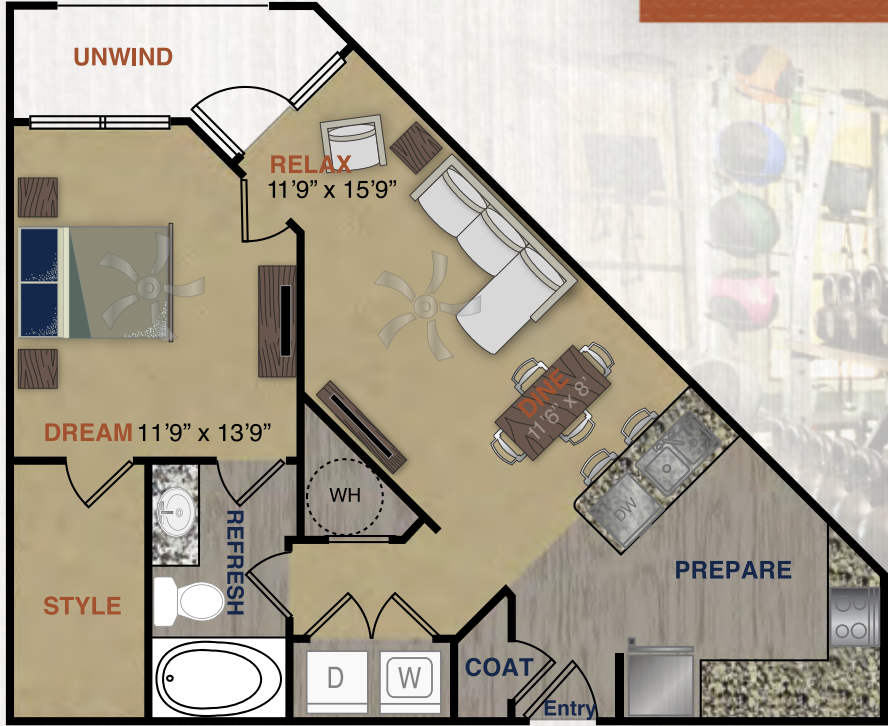 UNWIND
RELAX
11'9" x 15'9"
DREAM 11'9" x 13'9"
DINE
11'6" x 8'
WH
DW
REFRESH
PREPARE
STYLE
COAT
D
W
Entry